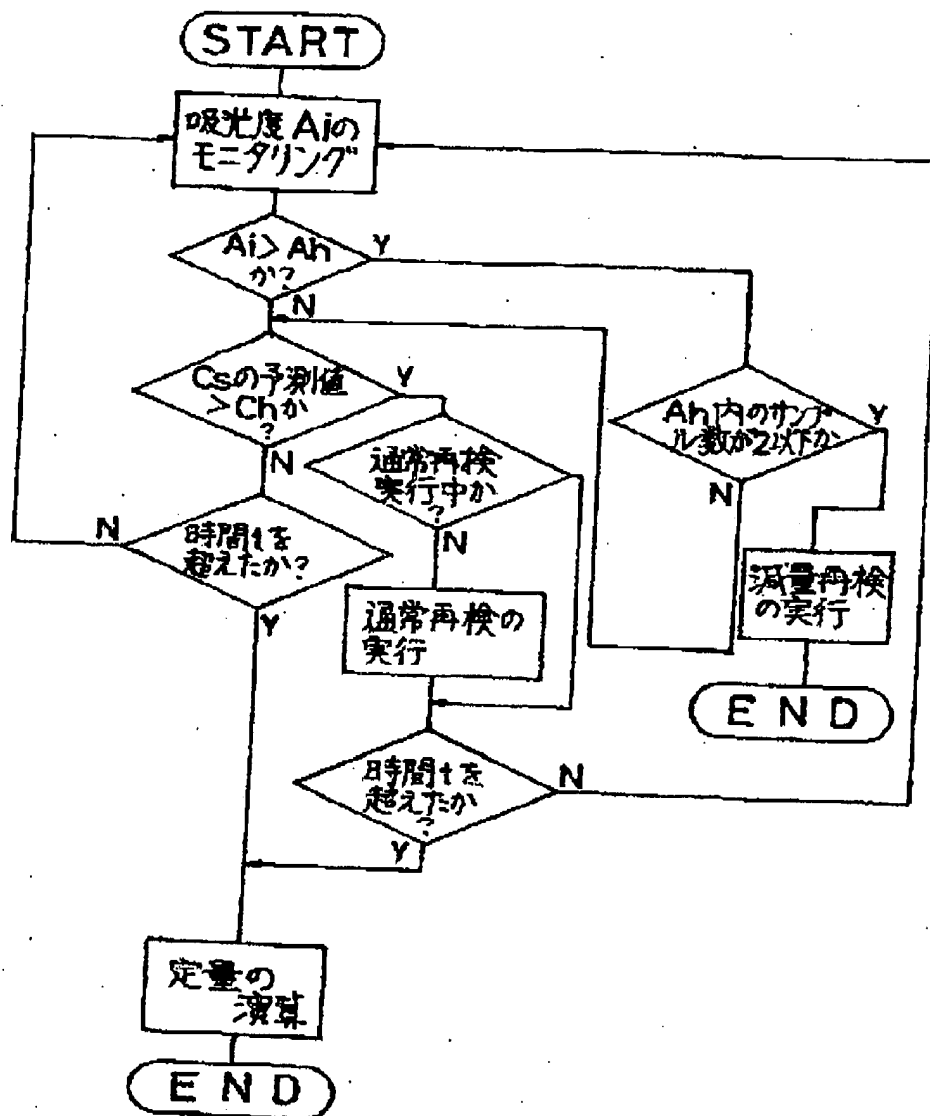 START
吸光度 Aiの
モニタリング
Ai> Ah
か?
Y
N
Csの予測値
>Chか
?
Y
N
Ah内のサンプ
ル数が2以下か
Y
N
通常再検
実行中か
?
N
時間tを
超えたか?
N
Y
通常再検の
実行
減量再検
の実行
END
時間tを
超えたか
?
N
Y
定量の
演算
END